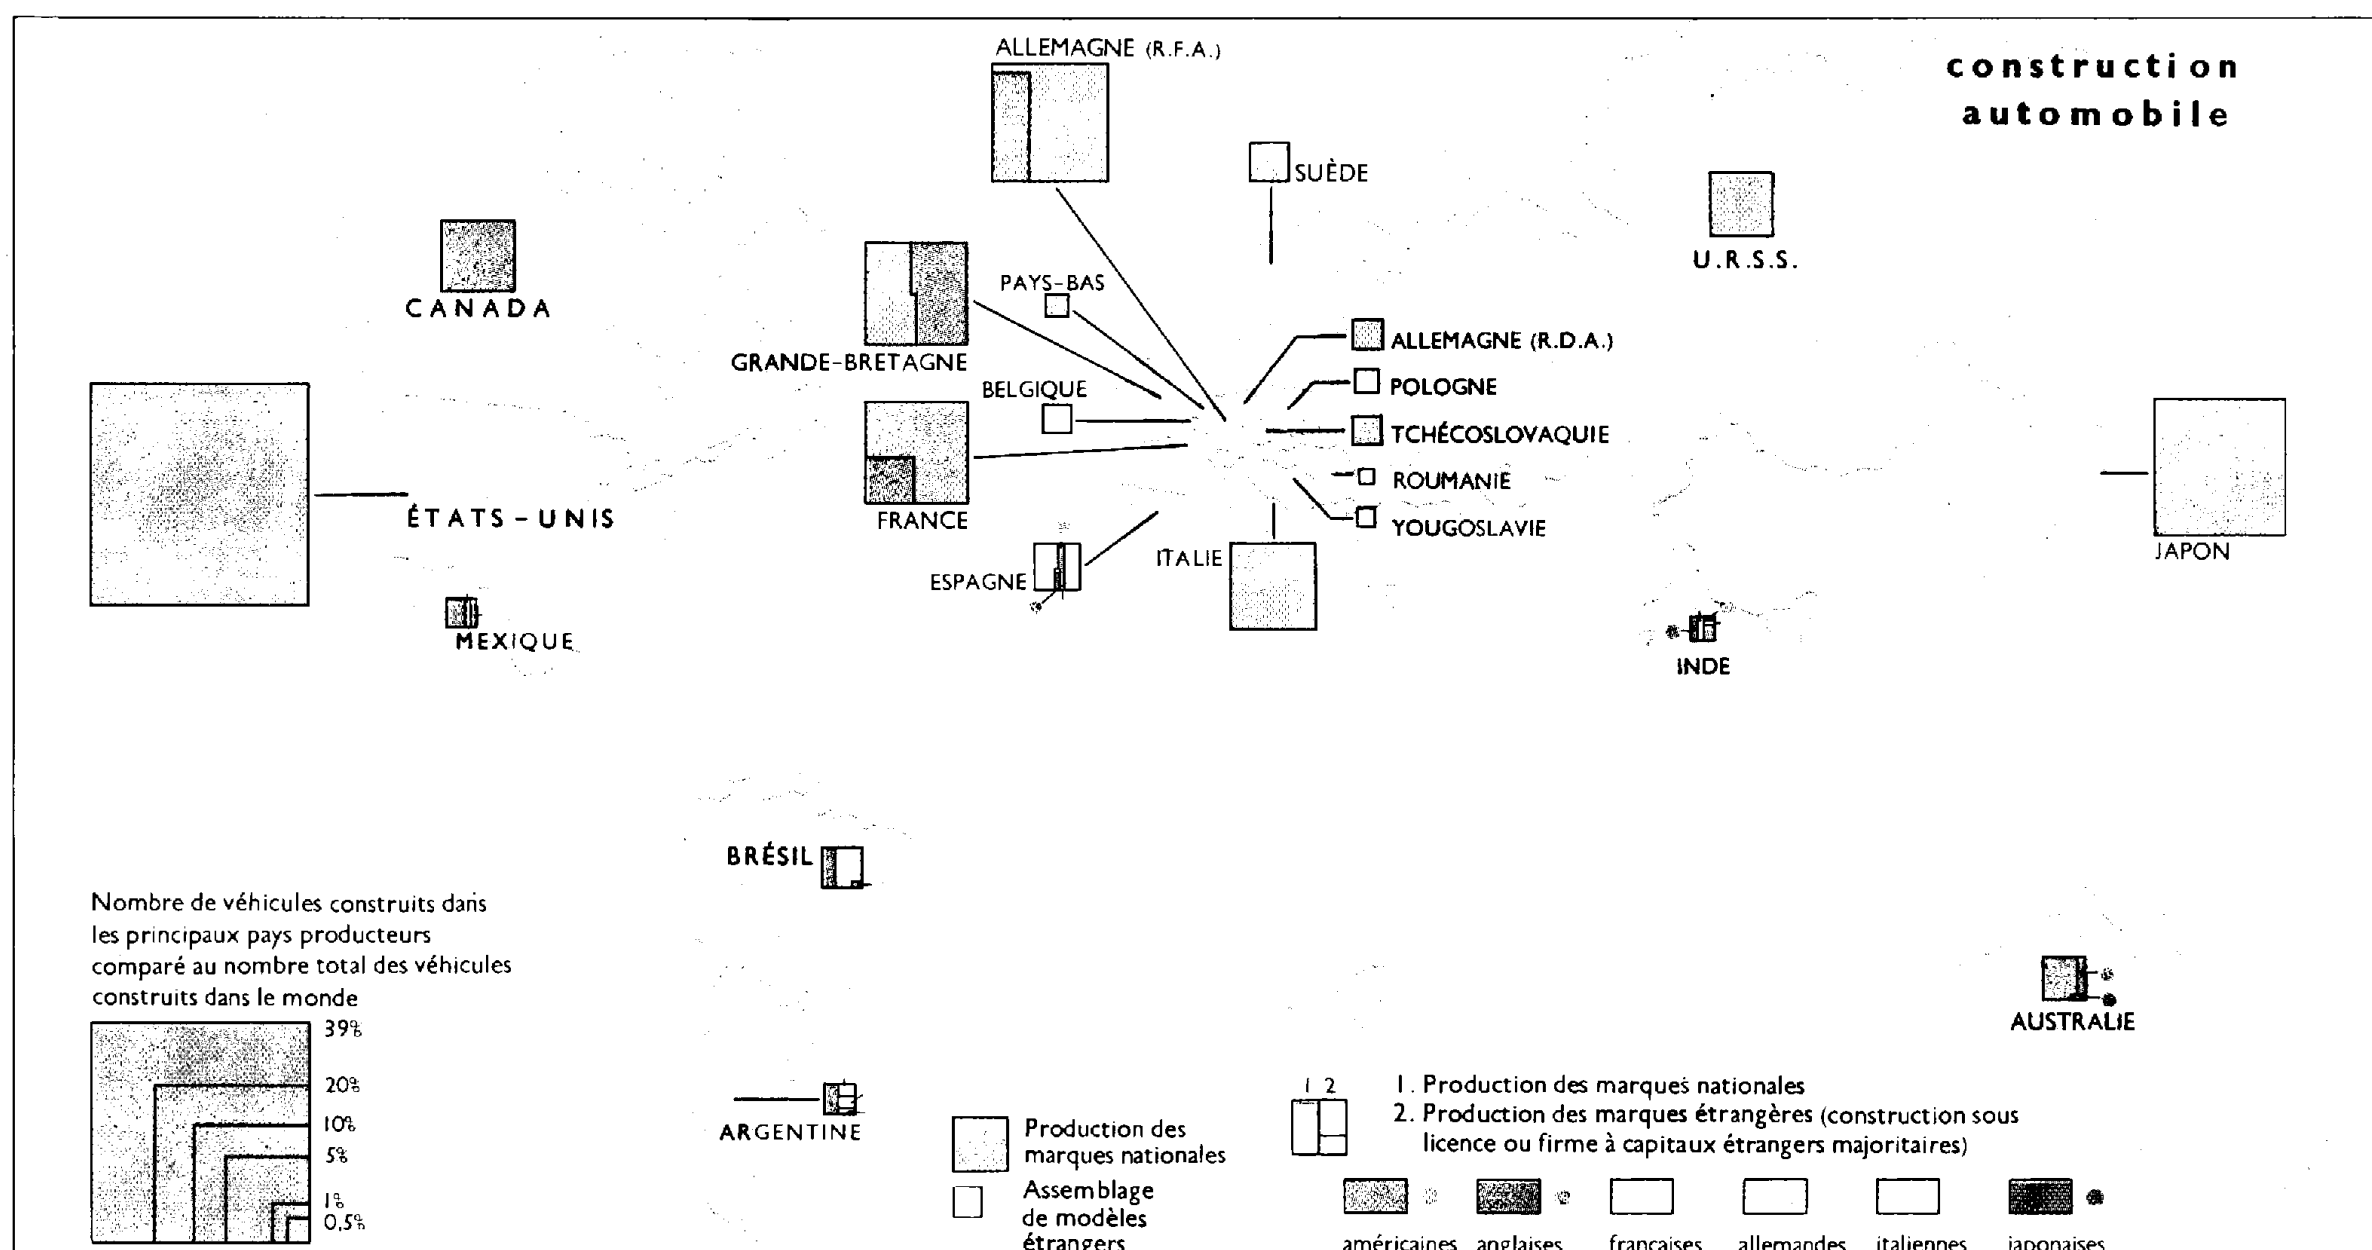 construction
automobile
ALLEMAGNE (R.F.A.)
SUÈDE
U.R.S.S.
CANADA
PAYS-BAS
GRANDE-BRETAGNE
ALLEMAGNE (R.D.A.)
POLOGNE
BELGIQUE
TCHÉCOSLOVAQUIE
ROUMANIE
YOUGOSLAVIE
ÉTATS-UNIS
FRANCE
ITALIE
ESPAGNE
JAPON
MEXIQUE
INDE
BRÉSIL
AUSTRALIE
ARGENTINE
Nombre de véhicules construits dans
les principaux pays producteurs
comparé au nombre total des véhicules
construits dans le monde
39%
20%
10%
5%
1%
0,5%
Production des
marques nationales
Assemblage
de modèles
étrangers
1 2
1. Production des marques nationales
2. Production des marques étrangères (construction sous
licence ou firme à capitaux étrangers majoritaires)
américaines anglaises françaises allemandes italiennes japonaises